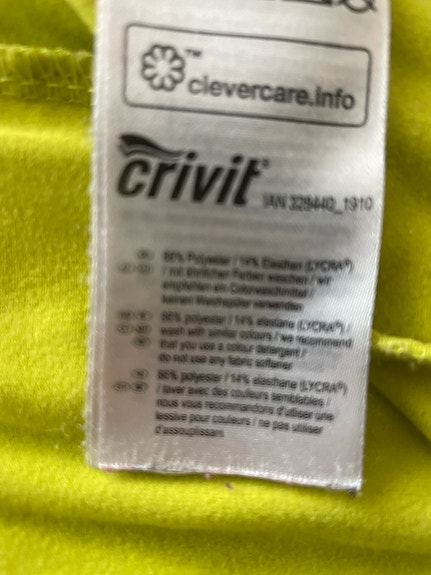 ™
clevercare.info
crivit®
IAN 328440_1910
86% Polyester / 14% Elasthan (LYCRA®)
/ mit ähnlichen Farben waschen / wir
empfehlen ein Colorwaschmittel /
keinen Weichspüler verwenden
86% polyester / 14% elastane (LYCRA®) /
wash with similar colours / we recommend
that you use a colour detergent /
do not use any fabric softener
86% polyester / 14% élasthanne (LYCRA®)
/ laver avec des couleurs semblables /
nous vous recommandons d'utiliser une
lessive pour couleurs / ne pas utiliser
d'assouplissant